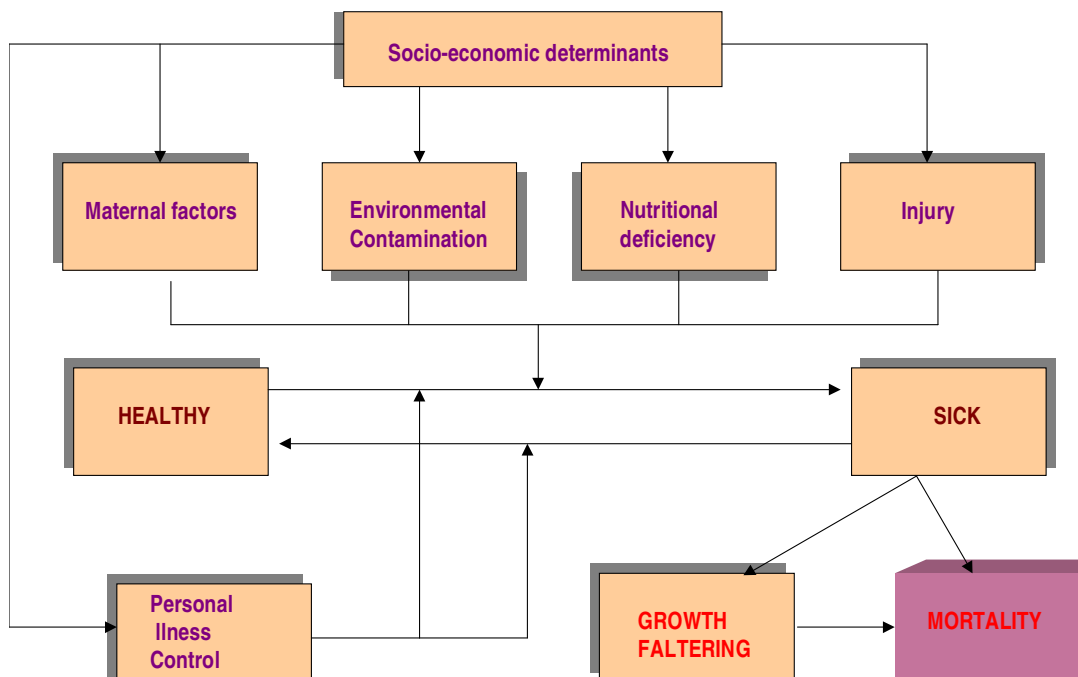 Socio-economic determinants
Maternal factors
Environmental
Contamination
Nutritional
deficiency
Injury
HEALTHY
SICK
Personal
Ilness
Control
GROWTH
FALTERING
MORTALITY